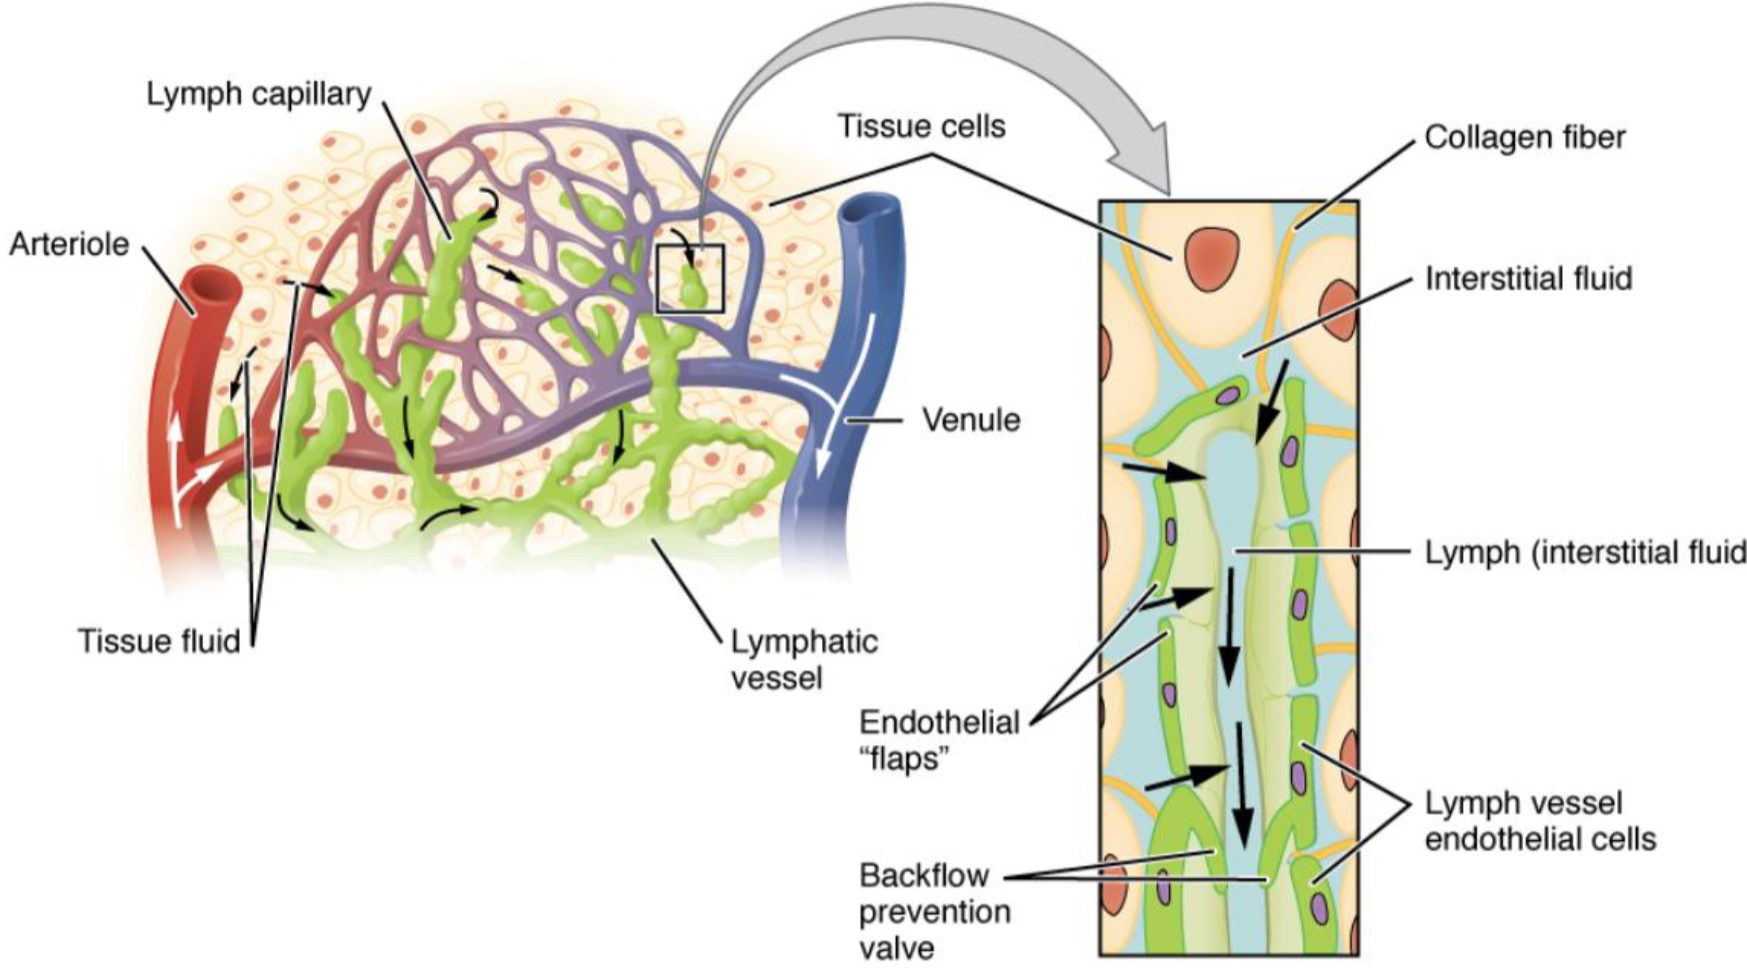 Lymph capillary
Tissue cells
Collagen fiber
Arteriole
Interstitial fluid
Venule
Lymph (interstitial fluid
Tissue fluid
Lymphatic
vessel
Endothelial
“flaps”
Lymph vessel
endothelial cells
Backflow
prevention
valve